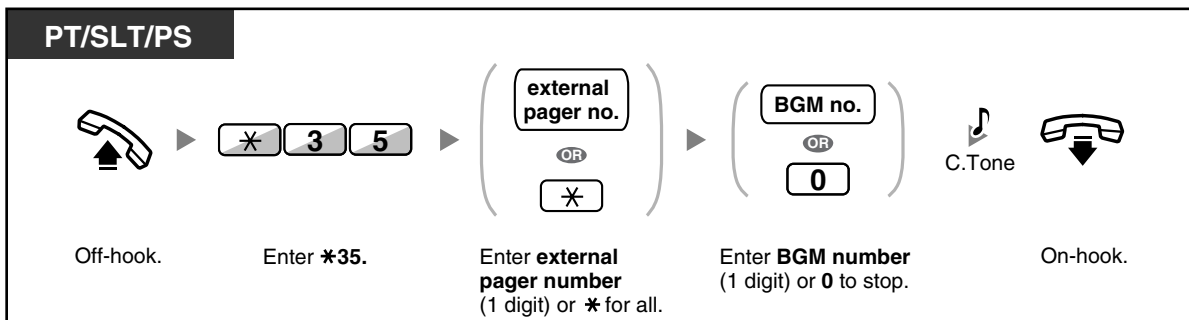 PT/SLT/PS
external
pager no.
OR
✳
BGM no.
OR
0
✳ 3 5
C.Tone
Off-hook.
Enter ✳35.
Enter external
pager number
(1 digit) or ✳ for all.
Enter BGM number
(1 digit) or 0 to stop.
On-hook.